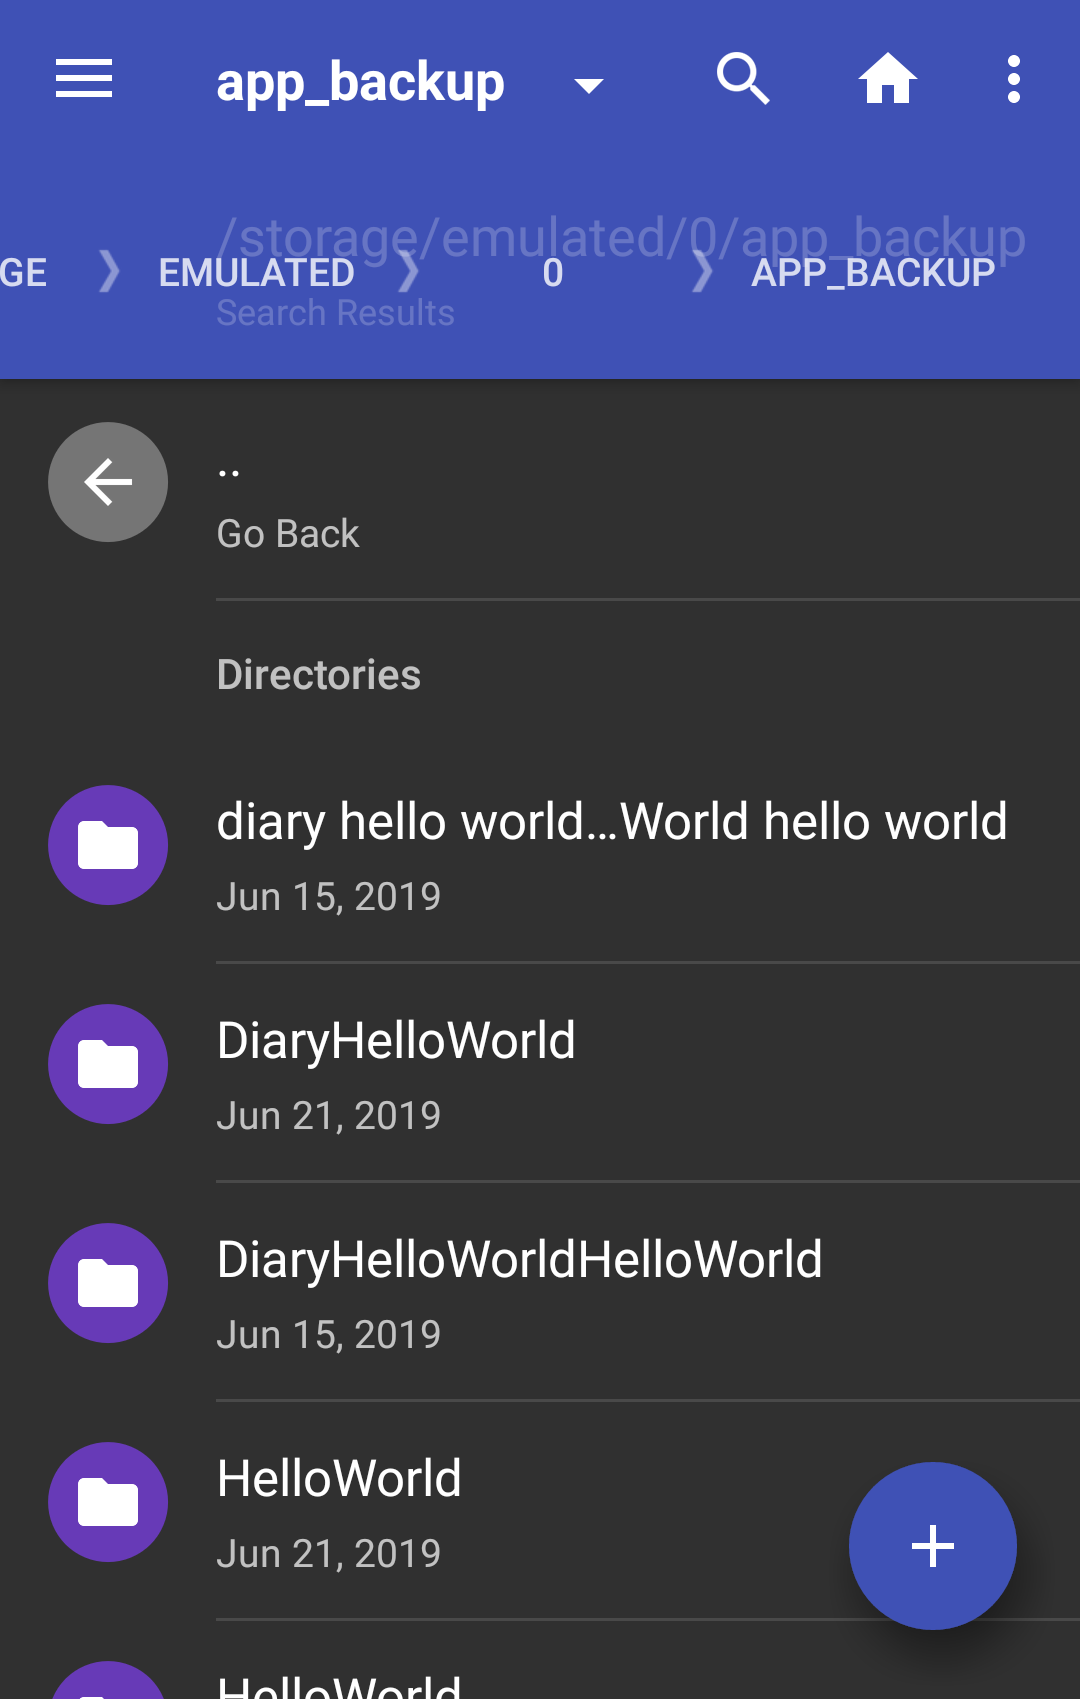 app_backup
/storage/emulated/0/app_backup
GE ❯ EMULATED ❯ 0 ❯ APP_BACKUP
Search Results
..
Go Back
Directories
diary hello world...World hello world
Jun 15, 2019
DiaryHelloWorld
Jun 21, 2019
DiaryHelloWorldHelloWorld
Jun 15, 2019
HelloWorld
Jun 21, 2019
HelloWorld